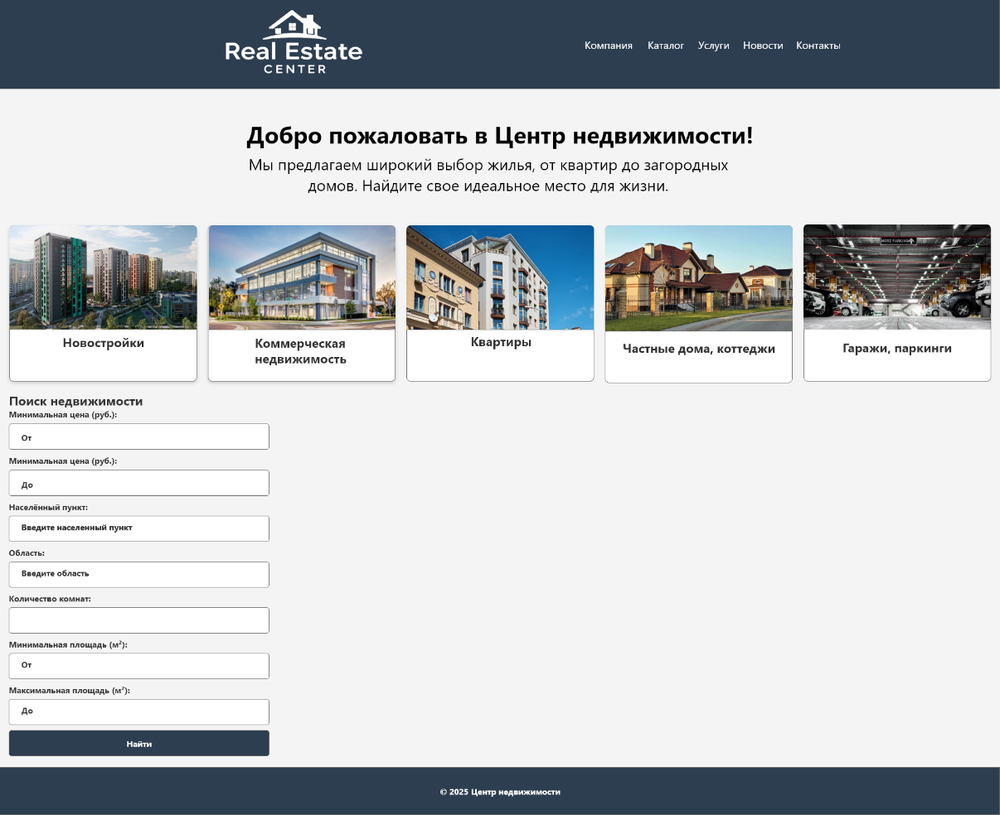 Real Estate
CENTER
Компания Каталог Услуги Новости Контакты
Добро пожаловать в Центр недвижимости!
Мы предлагаем широкий выбор жилья, от квартир до загородных
домов. Найдите свое идеальное место для жизни.
MORE PARKING
Новостройки
Коммерческая
недвижимость
Квартиры
Частные дома, коттеджи
Гаражи, паркинги
Поиск недвижимости
Минимальная цена (руб.):
От
Минимальная цена (руб.):
До
Населённый пункт:
Введите населенный пункт
Область:
Введите область
Количество комнат:
Минимальная площадь (м²):
От
Максимальная площадь (м²):
До
Найти
© 2025 Центр недвижимости